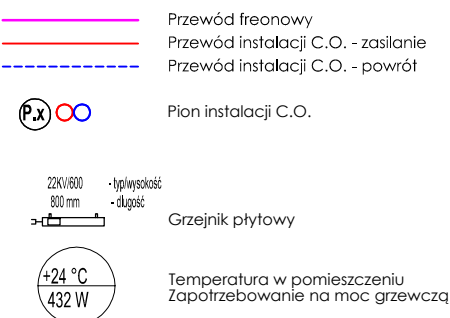 Przewód freonowy
Przewód instalacji C.O. - zasilanie
Przewód instalacji C.O. - powrót
P.x Pion instalacji C.O.
22KV/600 - typ/wysokość
800 mm - długość
Grzejnik płytowy
+24 °C
432 W
Temperatura w pomieszczeniu
Zapotrzebowanie na moc grzewczą